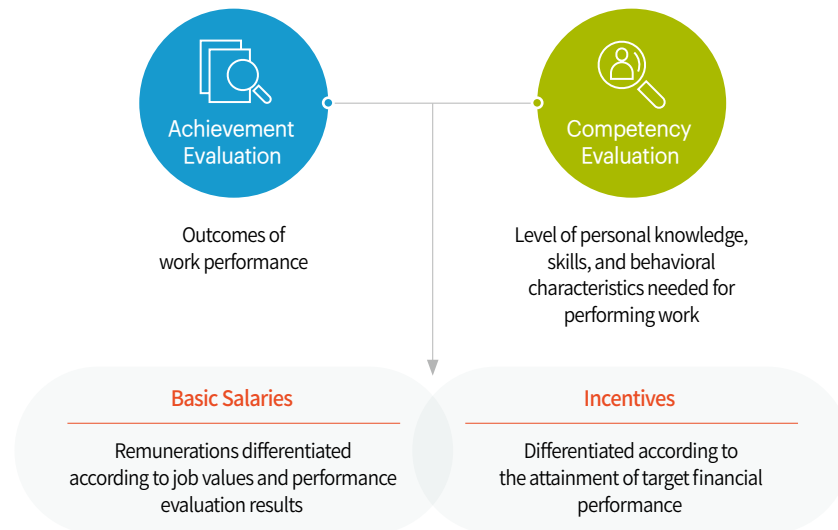 Achievement
Evaluation
Competency
Evaluation
Outcomes of
work performance
Level of personal knowledge,
skills, and behavioral
characteristics needed for
performing work
Basic Salaries
Remunerations differentiated
according to job values and performance
evaluation results
Incentives
Differentiated according to
the attainment of target financial
performance